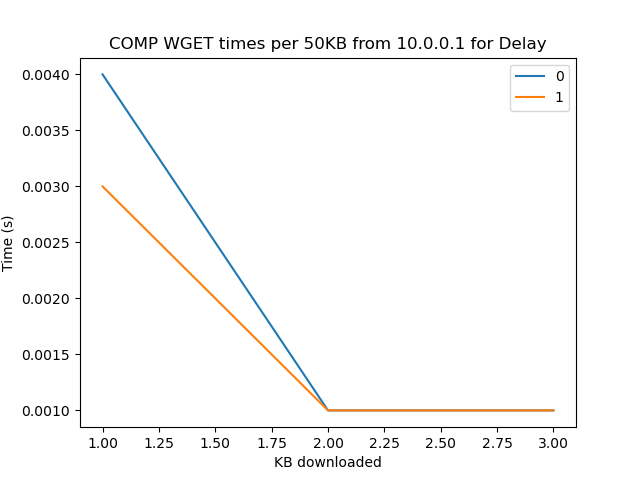 COMP WGET times per 50KB from 10.0.0.1 for Delay
0
1
0.0040
0.0035
0.0030
0.0025
0.0020
0.0015
0.0010
Time (s)
1.00 1.25 1.50 1.75 2.00 2.25 2.50 2.75 3.00
KB downloaded